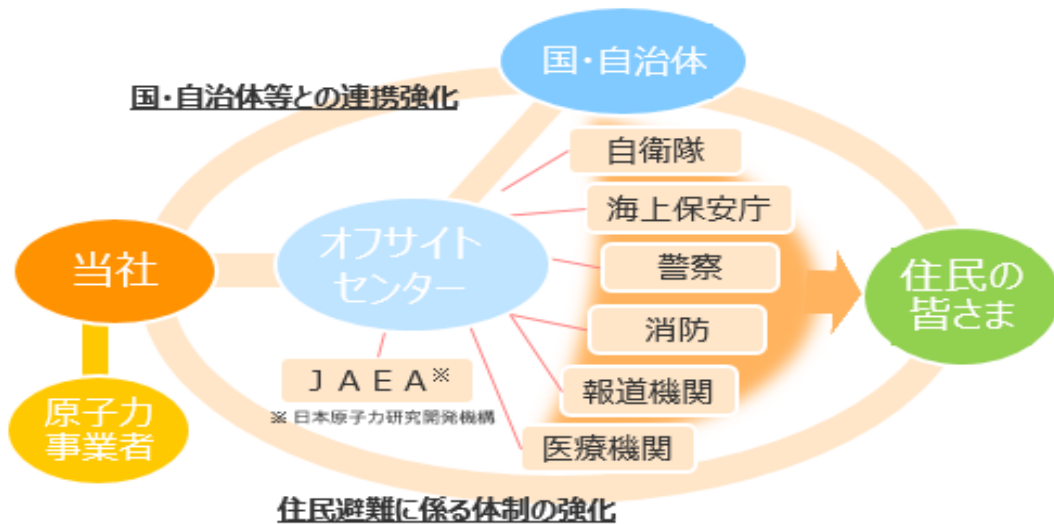 国・自治体
国・自治体等との連携強化
自衛隊
海上保安庁
オフサイト
センター
当社
警察
住民の
皆さま
消防
ＪＡＥＡ※
※ 日本原子力研究開発機構
報道機関
原子力
事業者
医療機関
住民避難に係る体制の強化